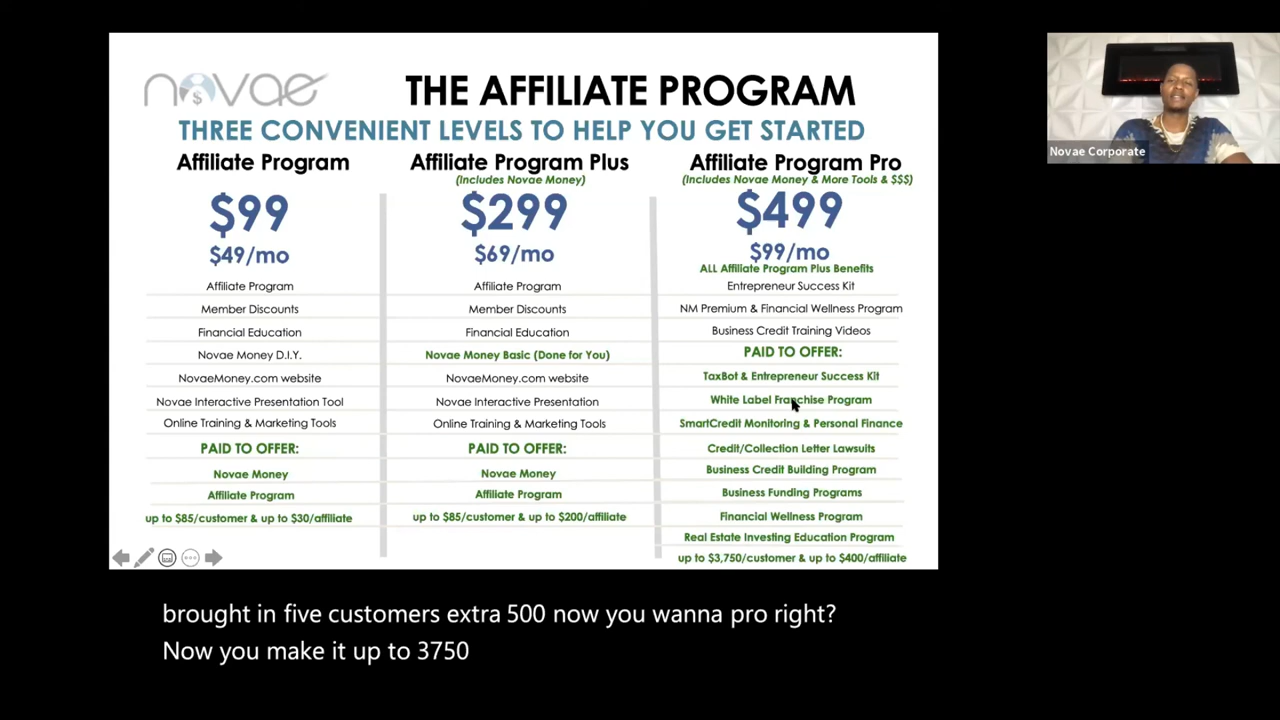 novae
$
THE AFFILIATE PROGRAM
THREE CONVENIENT LEVELS TO HELP YOU GET STARTED
Affiliate Program
$99
$49/mo
Affiliate Program
Member Discounts
Financial Education
Novae Money D.I.Y.
NovaeMoney.com website
Novae Interactive Presentation Tool
Online Training & Marketing Tools
PAID TO OFFER:
Novae Money
Affiliate Program
up to $85/customer & up to $30/affiliate
Affiliate Program Plus
(Includes Novae Money)
$299
$69/mo
Affiliate Program
Member Discounts
Financial Education
Novae Money Basic (Done for You)
NovaeMoney.com website
Novae Interactive Presentation
Online Training & Marketing Tools
PAID TO OFFER:
Novae Money
Affiliate Program
up to $85/customer & up to $200/affiliate
Affiliate Program Pro
(Includes Novae Money & More Tools & $$$)
$499
$99/mo
ALL Affiliate Program Plus Benefits
Entrepreneur Success Kit
NM Premium & Financial Wellness Program
Business Credit Training Videos
PAID TO OFFER:
TaxBot & Entrepreneur Success Kit
White Label Franchise Program
SmartCredit Monitoring & Personal Finance
Credit/Collection Letter Lawsuits
Business Credit Building Program
Business Funding Programs
Financial Wellness Program
Real Estate Investing Education Program
up to $3,750/customer & up to $400/affiliate
Novae Corporate
brought in five customers extra 500 now you wanna pro right?
Now you make it up to 3750